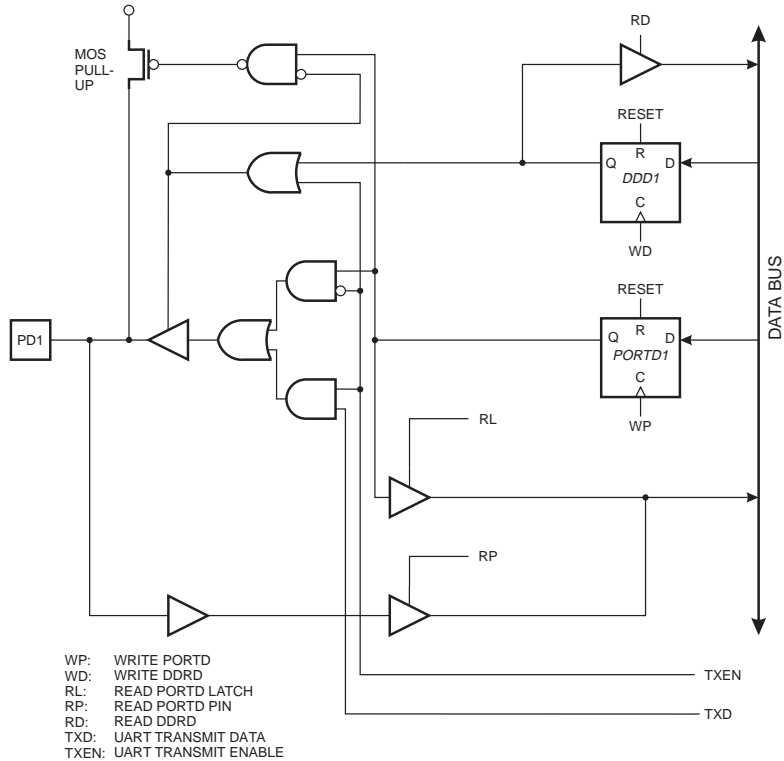 RD
MOS
PULL-
UP
RESET
R
Q
D
DDD1
C
WD
DATA BUS
RESET
R
Q
D
PD1
PORTD1
C
WP
RL
RP
WP: WRITE PORTD
WD: WRITE DDRD
RL: READ PORTD LATCH
RP: READ PORTD PIN
RD: READ DDRD
TXD: UART TRANSMIT DATA
TXEN: UART TRANSMIT ENABLE
TXEN
TXD